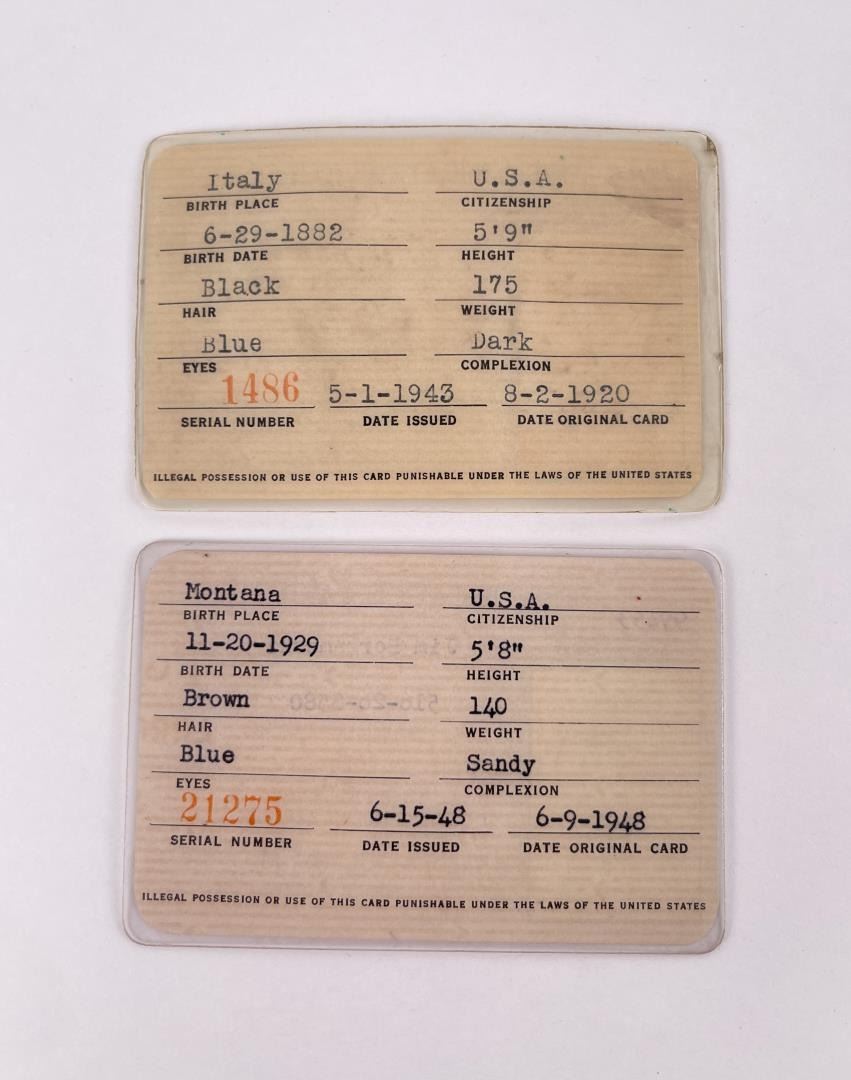 Italy U.S.A.
BIRTH PLACE CITIZENSHIP
6-29-1882 5'9"
BIRTH DATE HEIGHT
Black 175
HAIR WEIGHT
Blue Dark
EYES COMPLEXION
1486 5-1-1943 8-2-1920
SERIAL NUMBER DATE ISSUED DATE ORIGINAL CARD
ILLEGAL POSSESSION OR USE OF THIS CARD PUNISHABLE UNDER THE LAWS OF THE UNITED STATES
Montana U.S.A.
BIRTH PLACE CITIZENSHIP
11-20-1929 5'8"
BIRTH DATE HEIGHT
Brown 140
HAIR WEIGHT
Blue Sandy
EYES COMPLEXION
21275 6-15-48 6-9-1948
SERIAL NUMBER DATE ISSUED DATE ORIGINAL CARD
ILLEGAL POSSESSION OR USE OF THIS CARD PUNISHABLE UNDER THE LAWS OF THE UNITED STATES